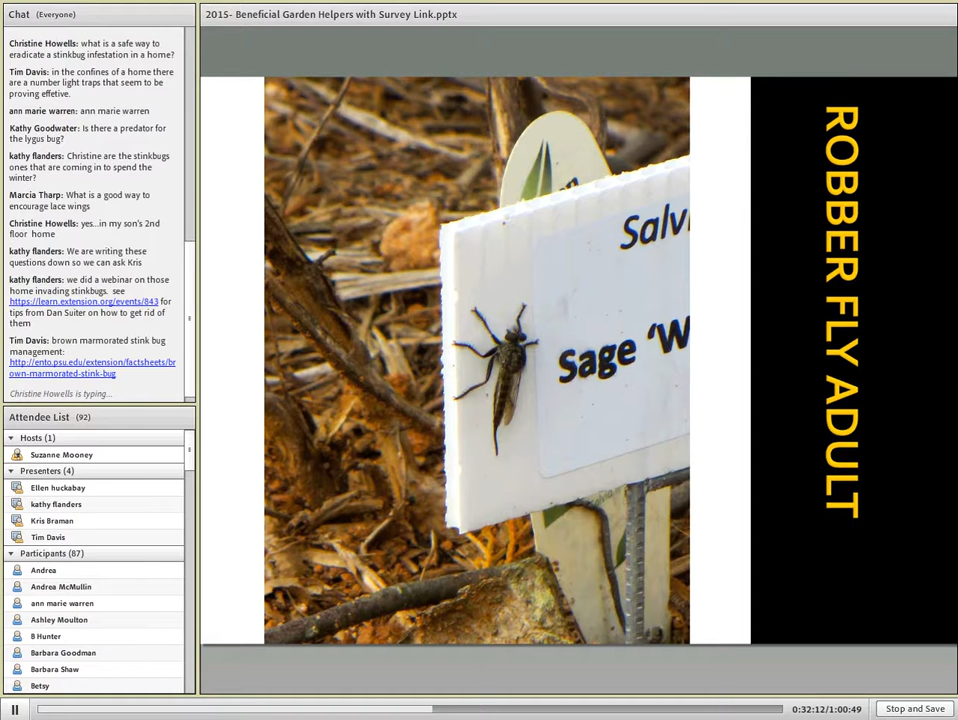 Chat (Everyone)
Christine Howells: what is a safe way to
eradicate a stinkbug infestation in a home?
Tim Davis: in the confines of a home there
are a number light traps that seem to be
proving effetive.
ann marie warren: ann marie warren
Kathy Goodwater: Is there a predator for
the lygus bug?
kathy flanders: Christine are the stinkbugs
ones that are coming in to spend the
winter?
Marcia Tharp: What is a good way to
encourage lace wings
Christine Howells: yes...in my son's 2nd
floor home
kathy flanders: We are writing these
questions down so we can ask Kris
kathy flanders: we did a webinar on those
home invading stinkbugs. see
https://learn.extension.org/events/843 for
tips from Dan Suiter on how to get rid of
them
Tim Davis: brown marmorated stink bug
management:
http://ento.psu.edu/extension/factsheets/br
own-marmorated-stink-bug
Christine Howells is typing...
Attendee List (92)
Hosts (1)
Suzanne Mooney
Presenters (4)
Ellen huckabay
kathy flanders
Kris Braman
Tim Davis
Participants (87)
Andrea
Andrea McMullin
ann marie warren
Ashley Moulton
B Hunter
Barbara Goodman
Barbara Shaw
Betsy
2015- Beneficial Garden Helpers with Survey Link.pptx
Salvi
Sage ‘W
ROBBER FLY ADULT
0:32:12/1:00:49
Stop and Save